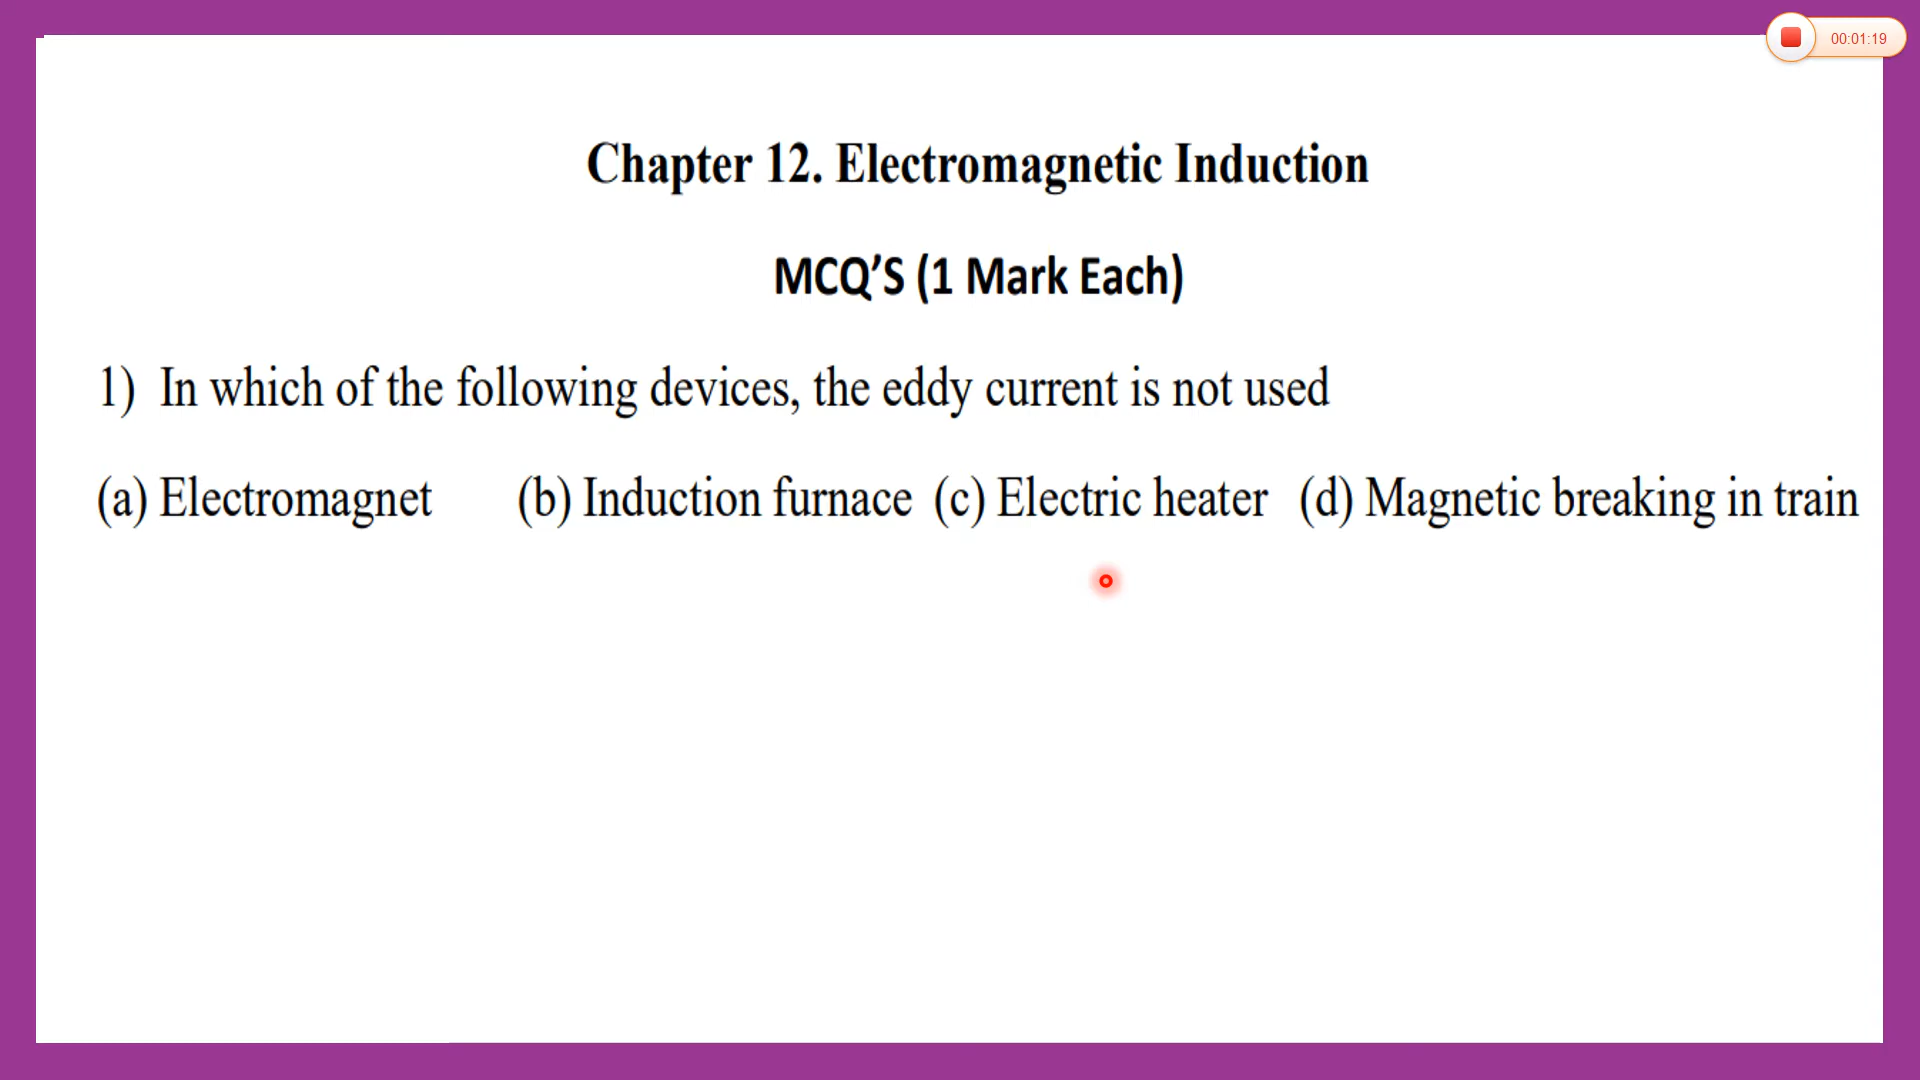 00:01:19
Chapter 12. Electromagnetic Induction
MCQ’S (1 Mark Each)
1) In which of the following devices, the eddy current is not used
(a) Electromagnet (b) Induction furnace (c) Electric heater (d) Magnetic breaking in train